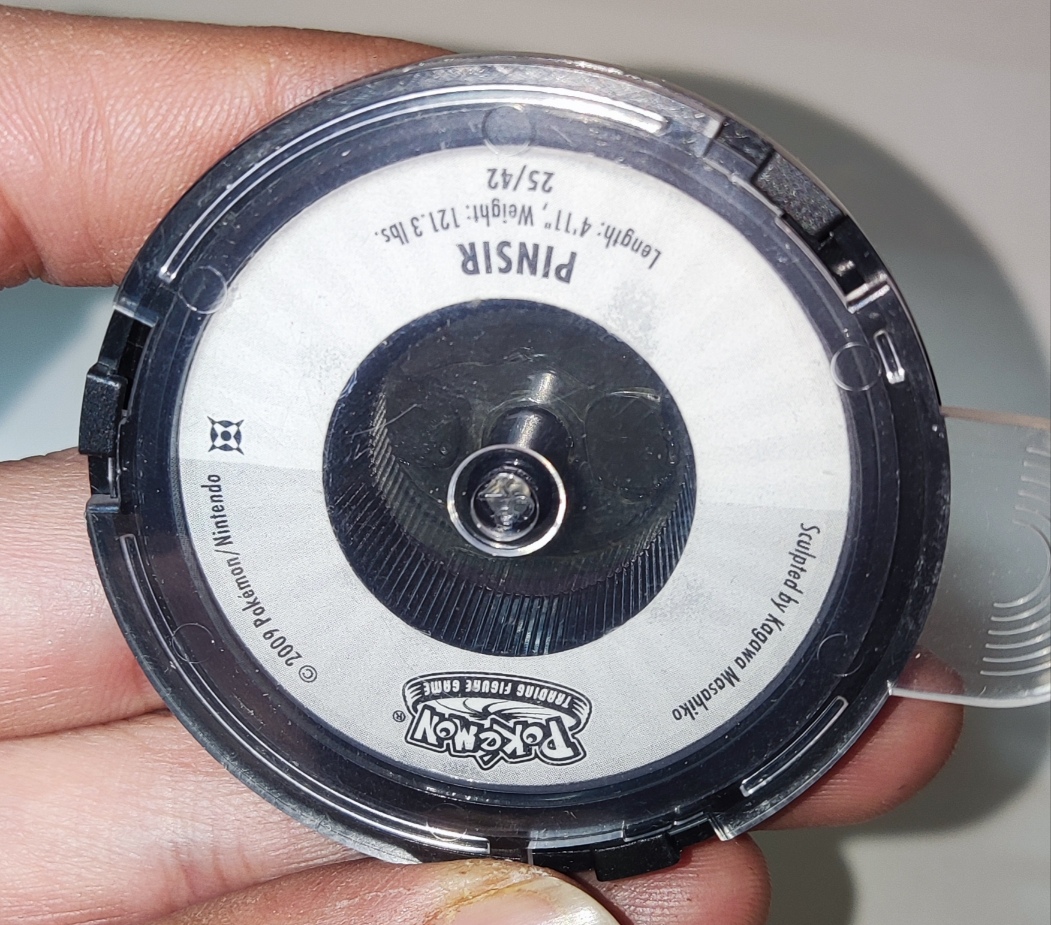 POKéMON®
TRADING FIGURE GAME
Sculpted by Kagawa Masahiko
© 2009 Pokémon/Nintendo
PINSIR
Length: 4'11", Weight: 121.3 lbs.
25/42